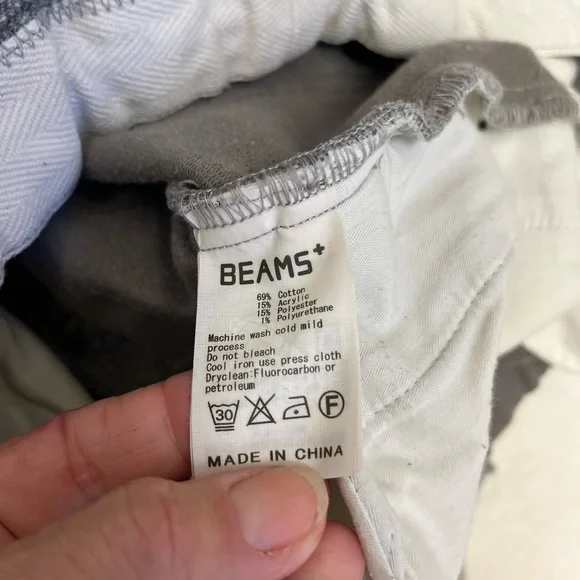 BEAMS+
69% Cotton
15% Acrylic
15% Polyester
1% Polyurethane
Machine wash cold mild
process
Do not bleach
Cool iron use press cloth
Dryclean:Fluorocarbon or
petroleum
30 F
MADE IN CHINA